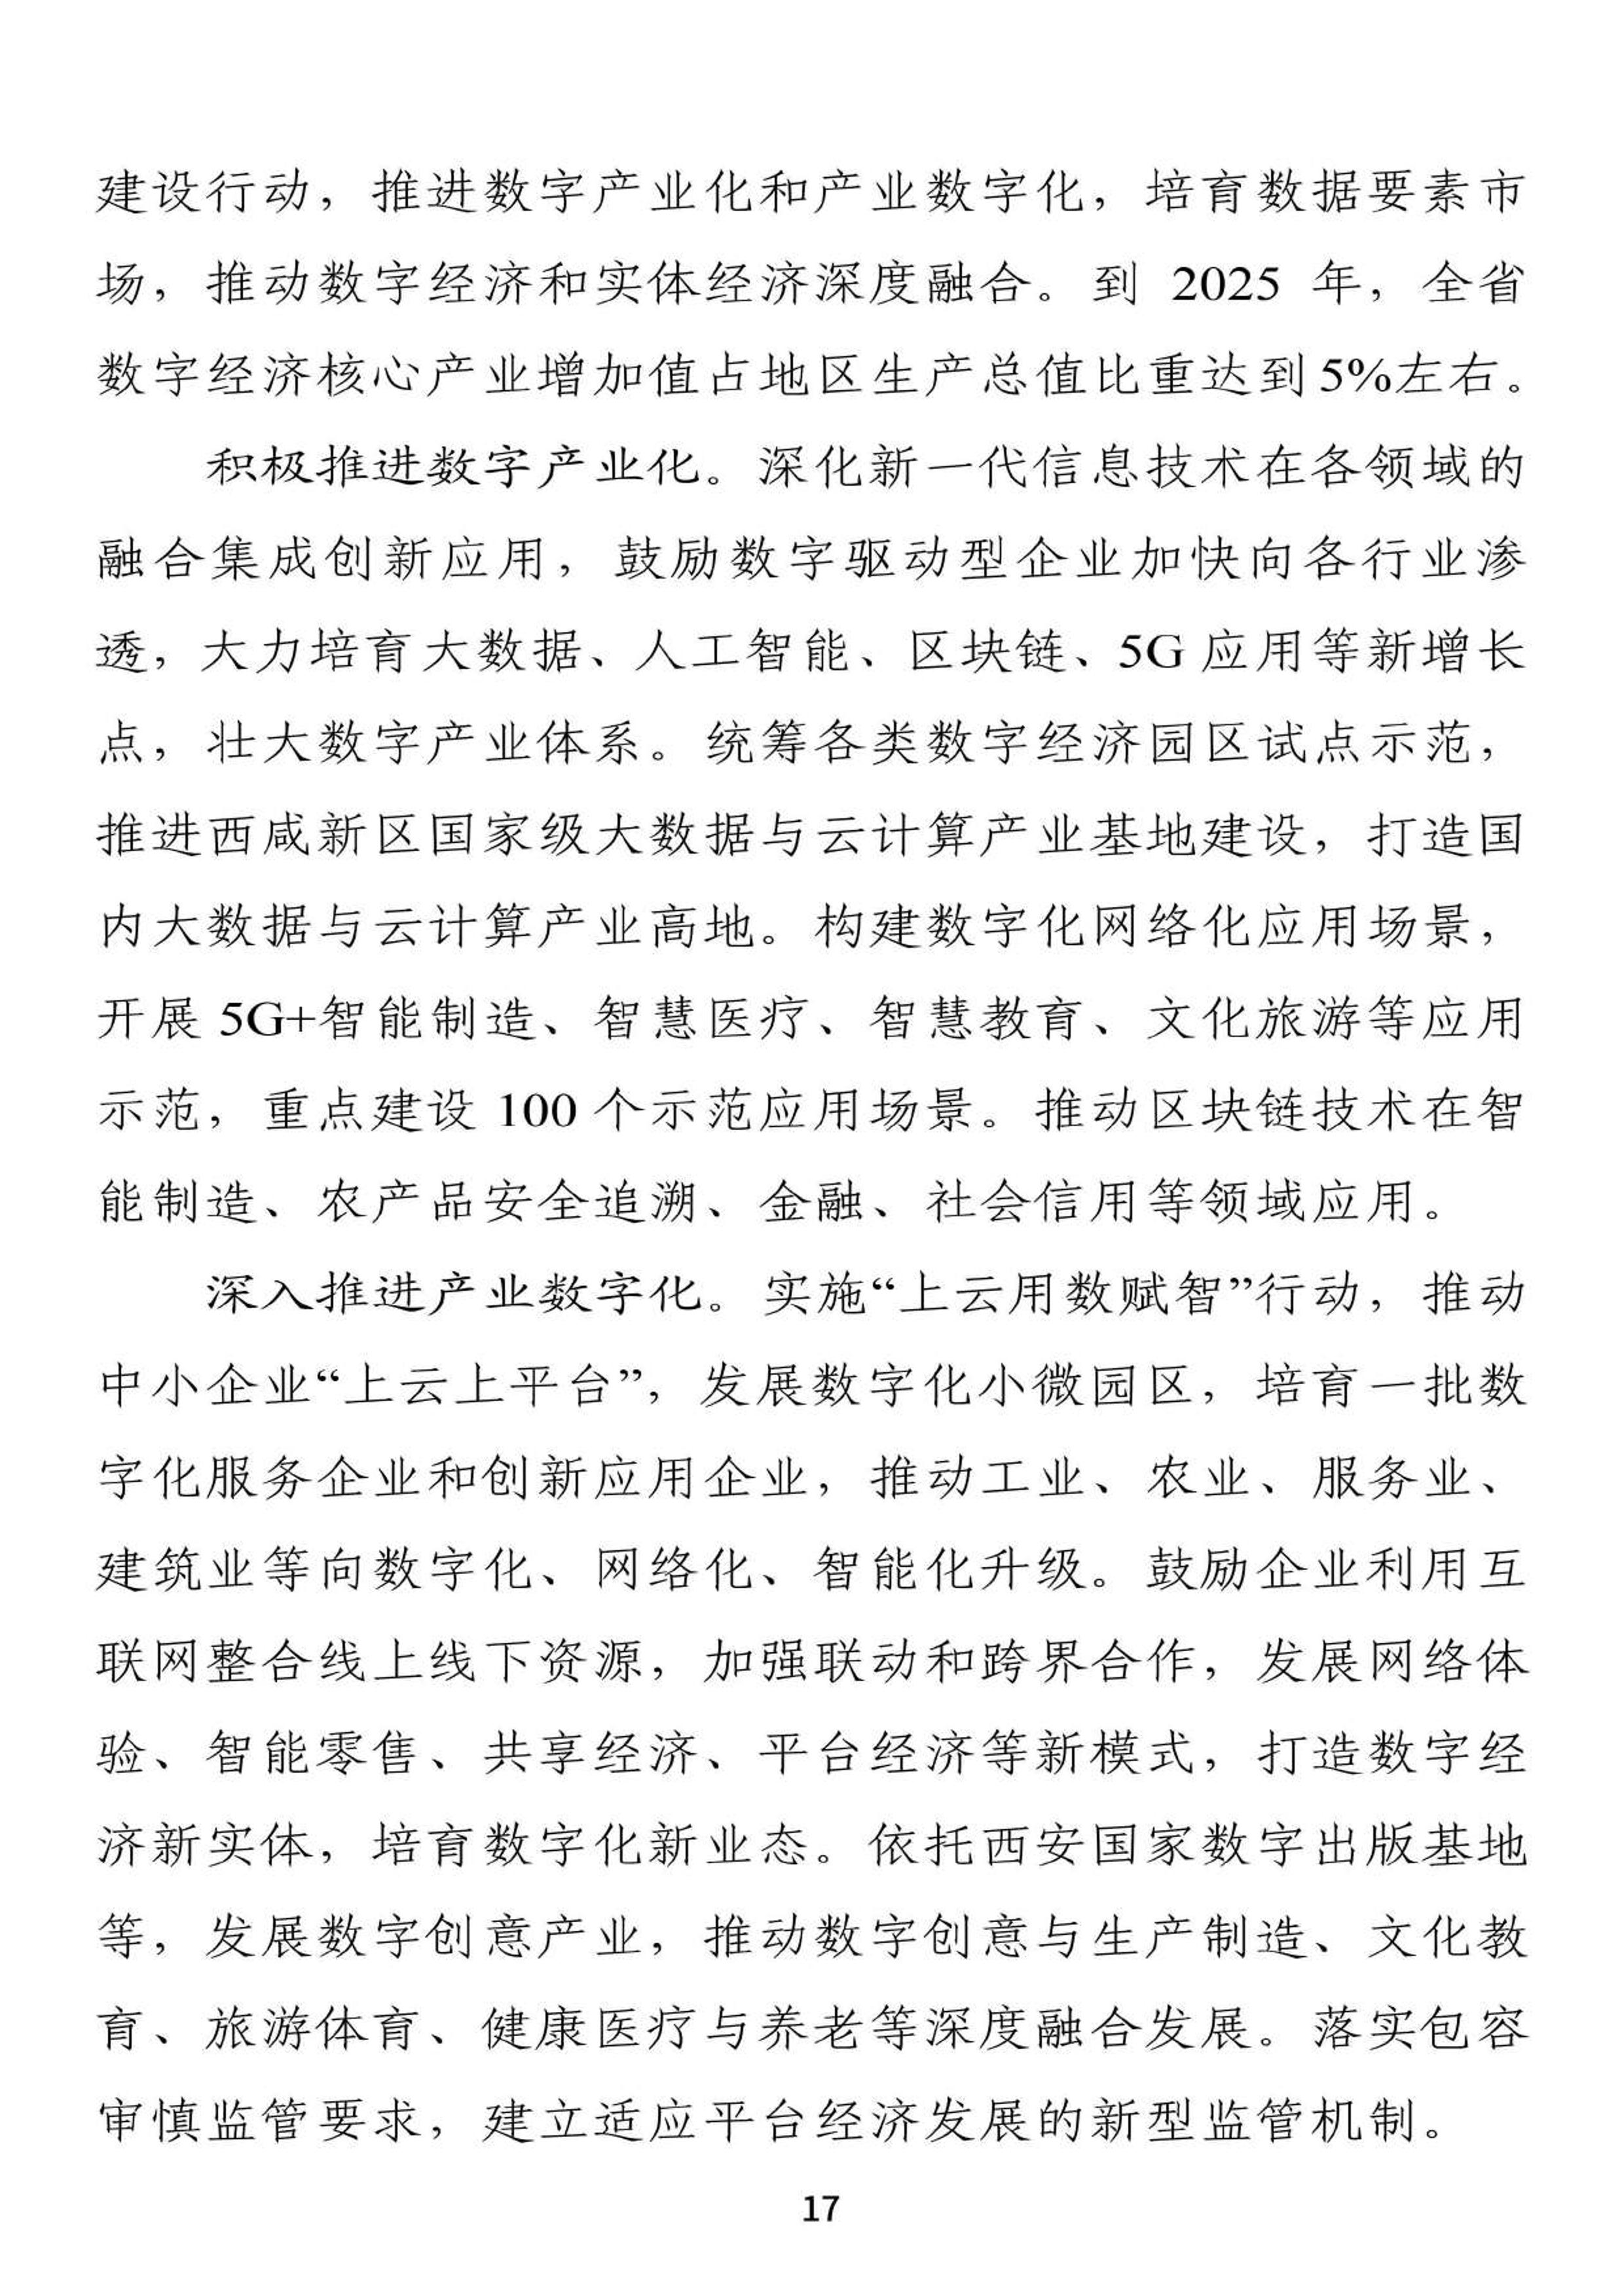 建设行动，推进数字产业化和产业数字化，培育数据要素市
场，推动数字经济和实体经济深度融合。到 2025 年，全省
数字经济核心产业增加值占地区生产总值比重达到5%左右。
积极推进数字产业化。深化新一代信息技术在各领域的
融合集成创新应用，鼓励数字驱动型企业加快向各行业渗
透，大力培育大数据、人工智能、区块链、5G 应用等新增长
点，壮大数字产业体系。统筹各类数字经济园区试点示范，
推进西咸新区国家级大数据与云计算产业基地建设，打造国
内大数据与云计算产业高地。构建数字化网络化应用场景，
开展 5G+智能制造、智慧医疗、智慧教育、文化旅游等应用
示范，重点建设 100 个示范应用场景。推动区块链技术在智
能制造、农产品安全追溯、金融、社会信用等领域应用。
深入推进产业数字化。实施“上云用数赋智”行动，推动
中小企业“上云上平台”，发展数字化小微园区，培育一批数
字化服务企业和创新应用企业，推动工业、农业、服务业、
建筑业等向数字化、网络化、智能化升级。鼓励企业利用互
联网整合线上线下资源，加强联动和跨界合作，发展网络体
验、智能零售、共享经济、平台经济等新模式，打造数字经
济新实体，培育数字化新业态。依托西安国家数字出版基地
等，发展数字创意产业，推动数字创意与生产制造、文化教
育、旅游体育、健康医疗与养老等深度融合发展。落实包容
审慎监管要求，建立适应平台经济发展的新型监管机制。
17